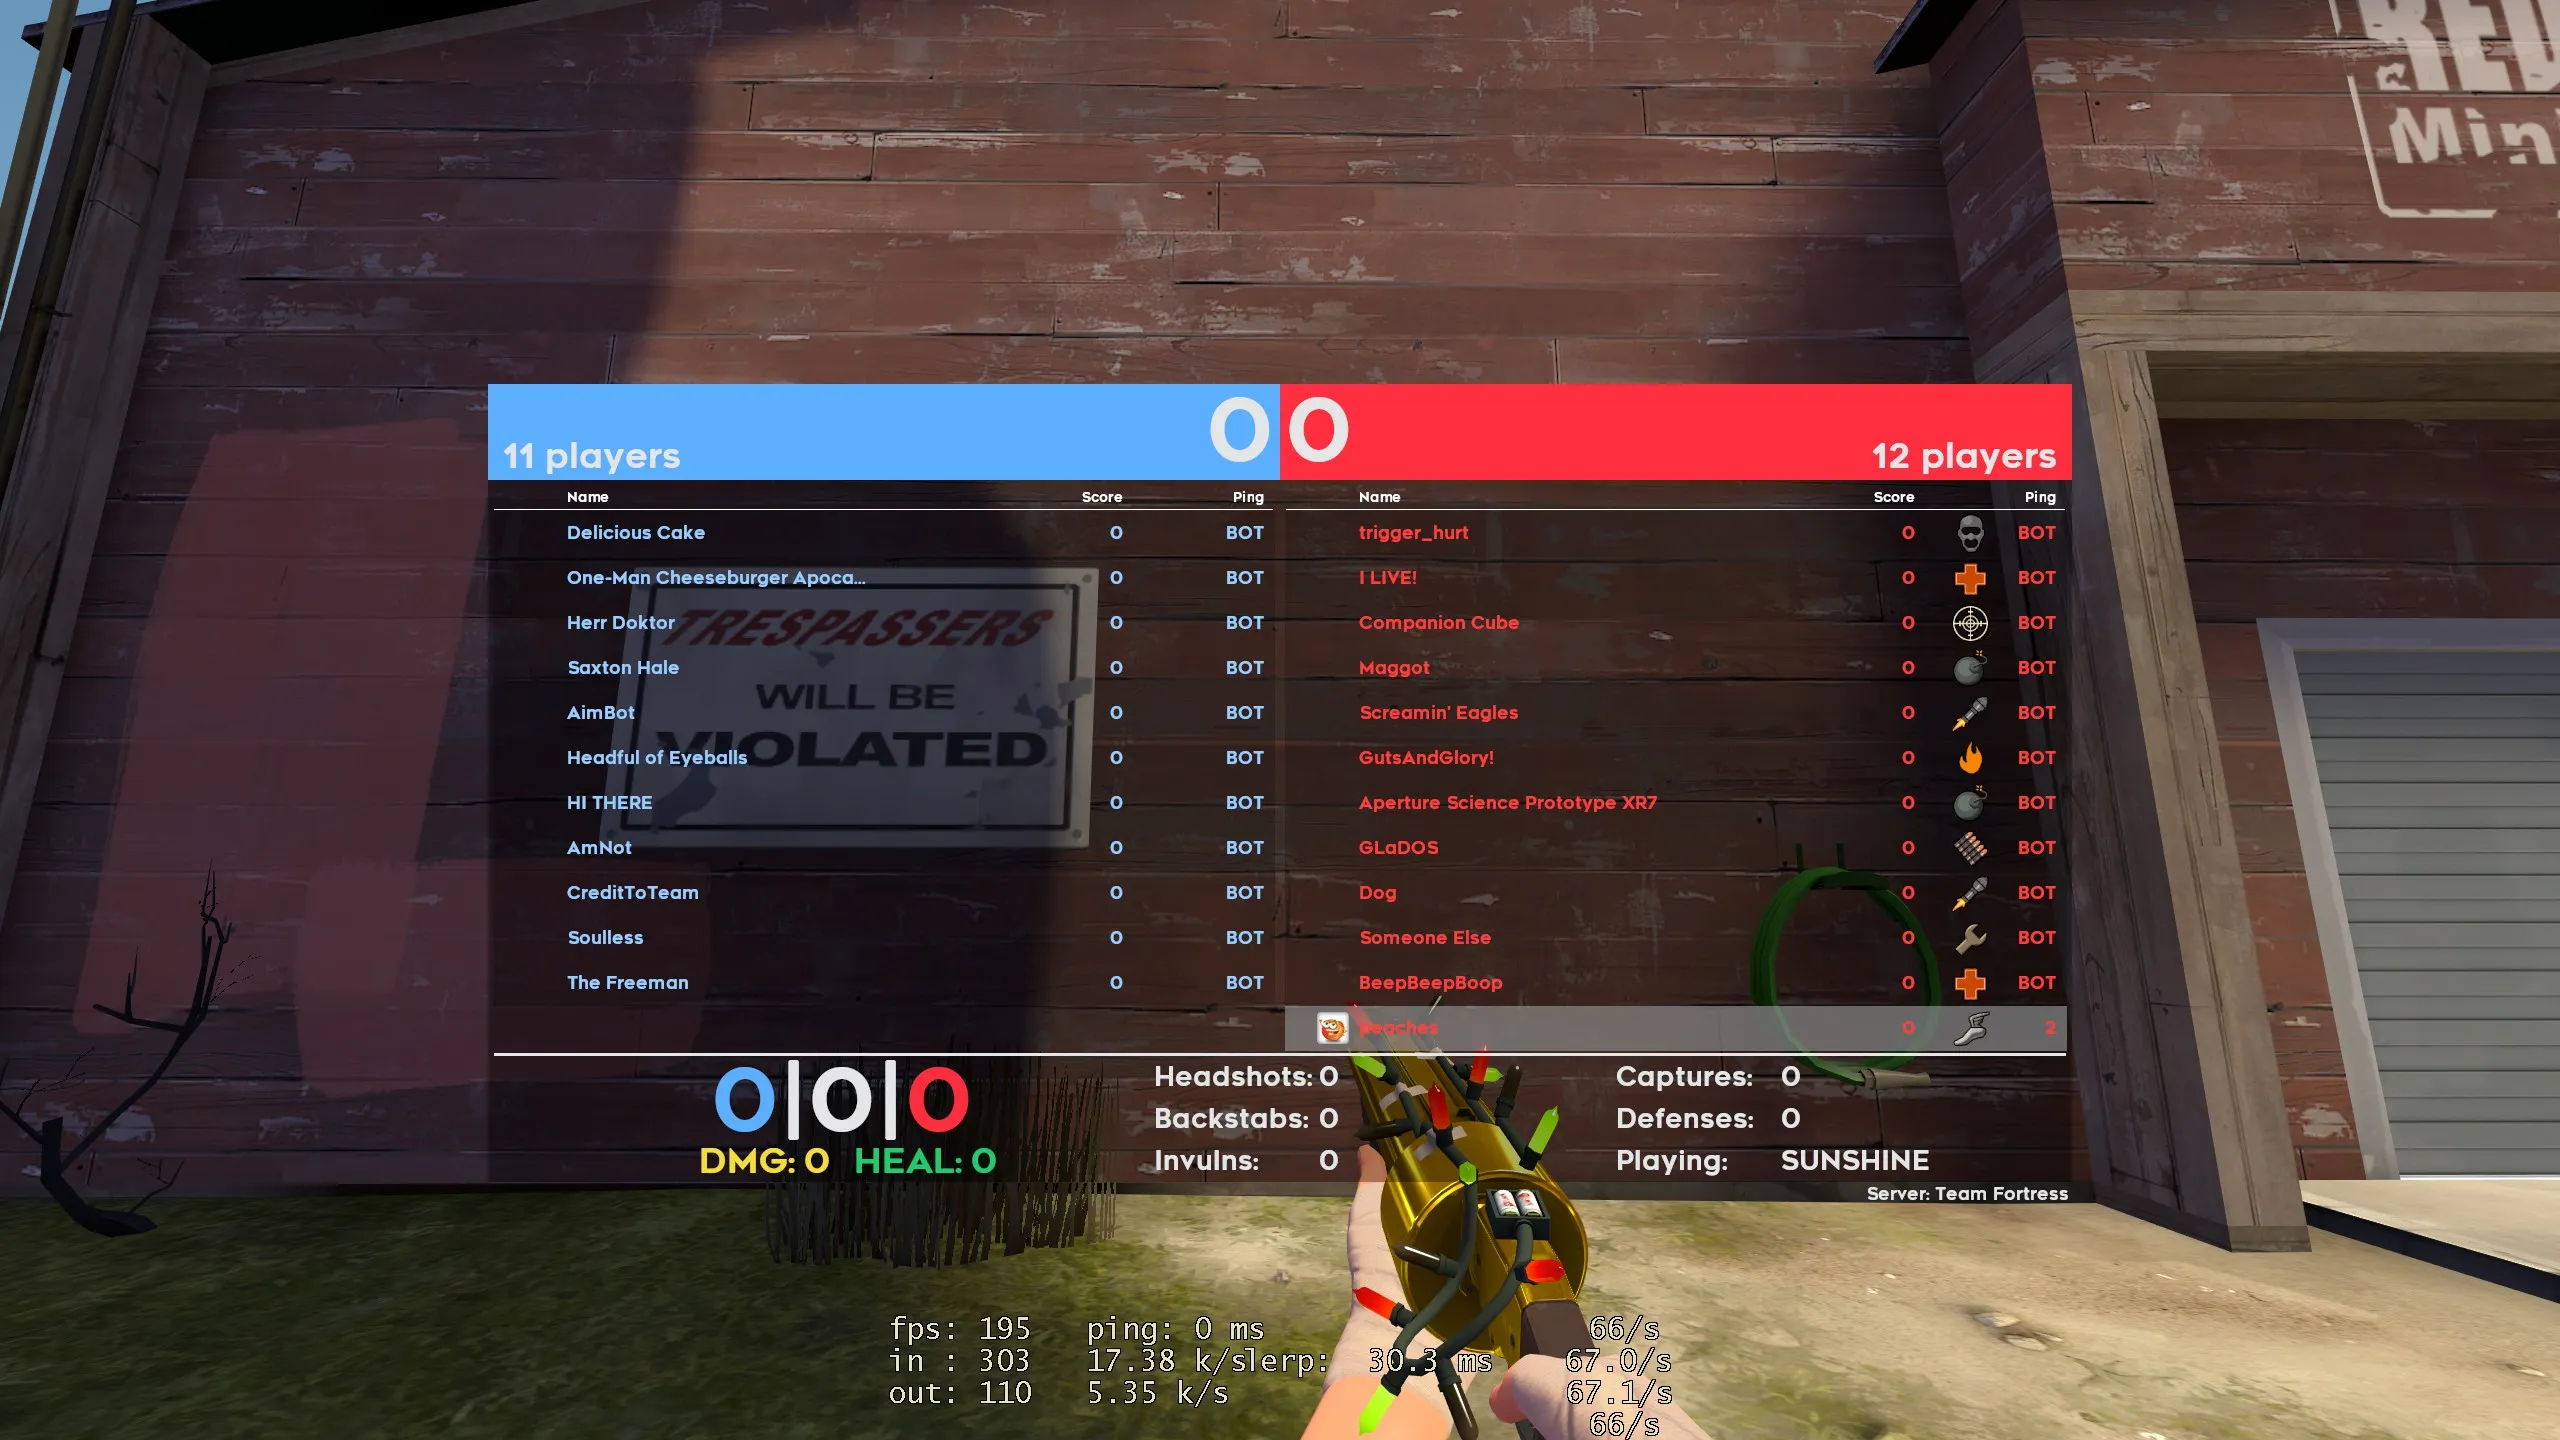 0 0
11 players 12 players
Name Score Ping Name Score Ping
Delicious Cake 0 BOT trigger_hurt 0 BOT
One-Man Cheeseburger Apoca... 0 BOT I LIVE! 0 BOT
Herr Doktor 0 BOT Companion Cube 0 BOT
Saxton Hale 0 BOT Maggot 0 BOT
AimBot 0 BOT Screamin' Eagles 0 BOT
Headful of Eyeballs 0 BOT GutsAndGlory! 0 BOT
HI THERE 0 BOT Aperture Science Prototype XR7 0 BOT
AmNot 0 BOT GLaDOS 0 BOT
CreditToTeam 0 BOT Dog 0 BOT
Soulless 0 BOT Someone Else 0 BOT
The Freeman 0 BOT BeepBeepBoop 0 BOT
peaches 0 2
TRESPASSERS
WILL BE
VIOLATED
0|0|0
DMG: 0 HEAL: 0
Headshots: 0 Captures: 0
Backstabs: 0 Defenses: 0
Invulns: 0 Playing: SUNSHINE
Server: Team Fortress
fps: 195 ping: 0 ms 66/s
in : 303 17.38 k/s lerp: 30.3 ms 67.0/s
out: 110 5.35 k/s 67.1/s
66/s